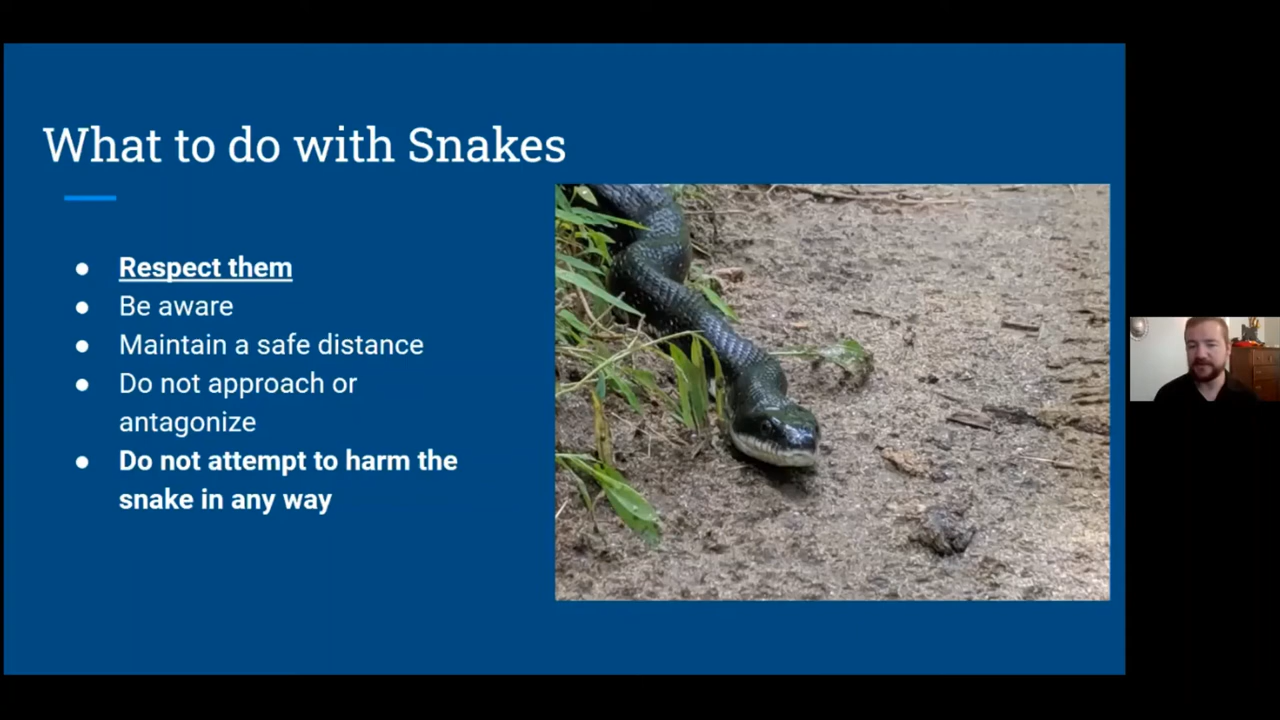 What to do with Snakes
Respect them
Be aware
Maintain a safe distance
Do not approach or
antagonize
Do not attempt to harm the
snake in any way